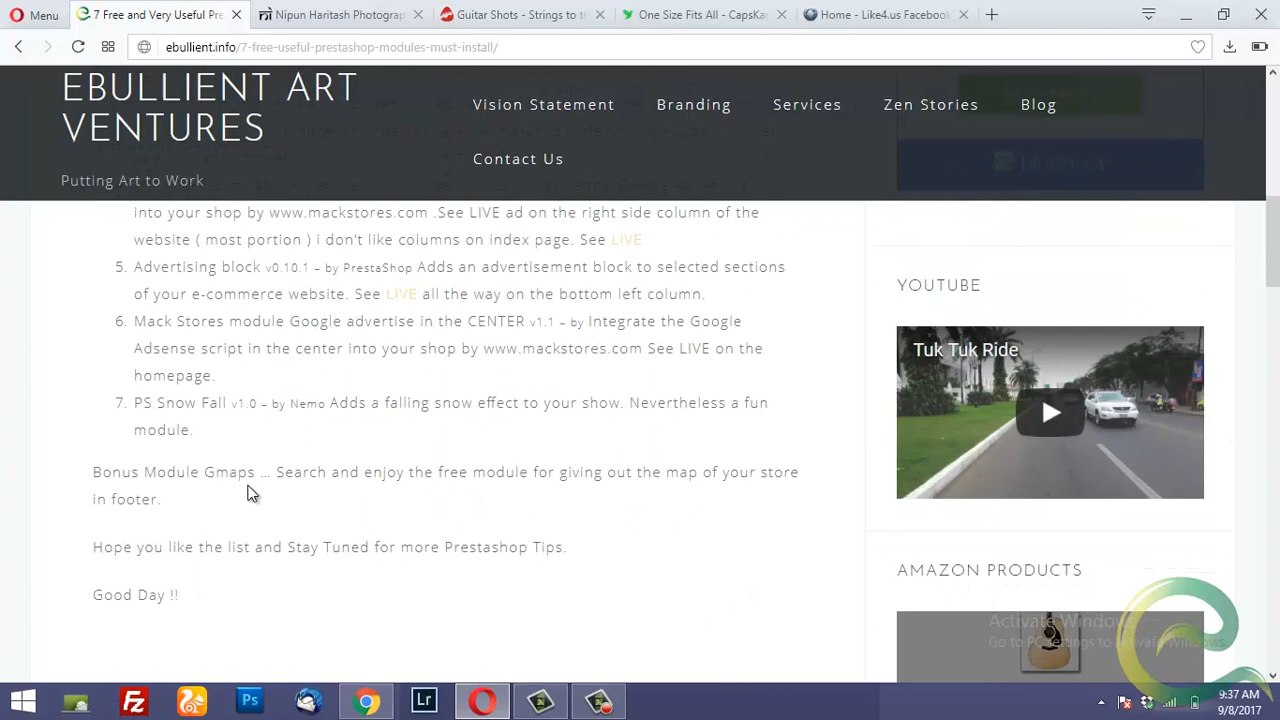 Menu
7 Free and Very Useful Pre
Nipun Haritash Photograp
Guitar Shots – Strings to th
One Size Fits All - CapsKa
Home - Like4.us Facebook
ebullient.info/7-free-useful-prestashop-modules-must-install/
EBULLIENT ART
VENTURES
Putting Art to Work
Vision Statement
Branding
Services
Zen Stories
Blog
Contact Us
into your shop by www.mackstores.com .See LIVE ad on the right side column of the
website ( most portion ) i don't like columns on index page. See LIVE
5. Advertising block v0.10.1 – by PrestaShop Adds an advertisement block to selected sections
of your e-commerce website. See LIVE all the way on the bottom left column.
6. Mack Stores module Google advertise in the CENTER v1.1 – by Integrate the Google
Adsense script in the center into your shop by www.mackstores.com See LIVE on the
homepage.
7. PS Snow Fall v1.0 – by Nemo Adds a falling snow effect to your show. Nevertheless a fun
module.
Bonus Module Gmaps … Search and enjoy the free module for giving out the map of your store
in footer.
Hope you like the list and Stay Tuned for more Prestashop Tips.
Good Day !!
YOUTUBE
Tuk Tuk Ride
AMAZON PRODUCTS
Activate Windows
Go to PC settings to activate Windows.
Ps
Lr
9:37 AM
9/8/2017